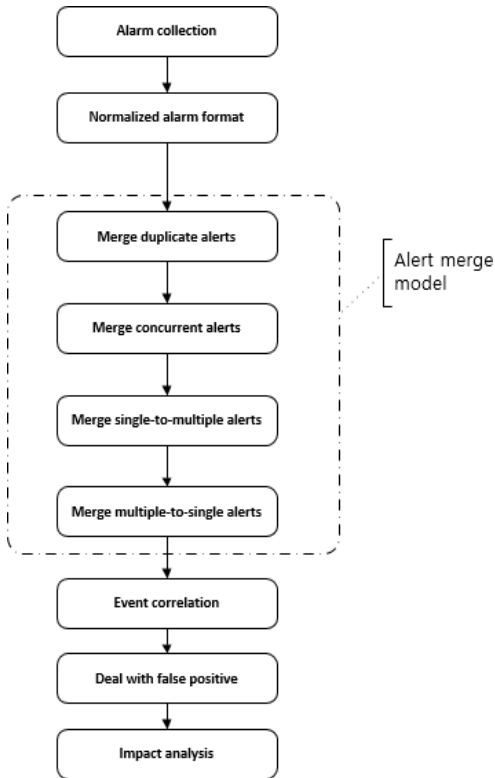 Alarm collection
Normalized alarm format
Merge duplicate alerts
Alert merge
model
Merge concurrent alerts
Merge single-to-multiple alerts
Merge multiple-to-single alerts
Event correlation
Deal with false positive
Impact analysis